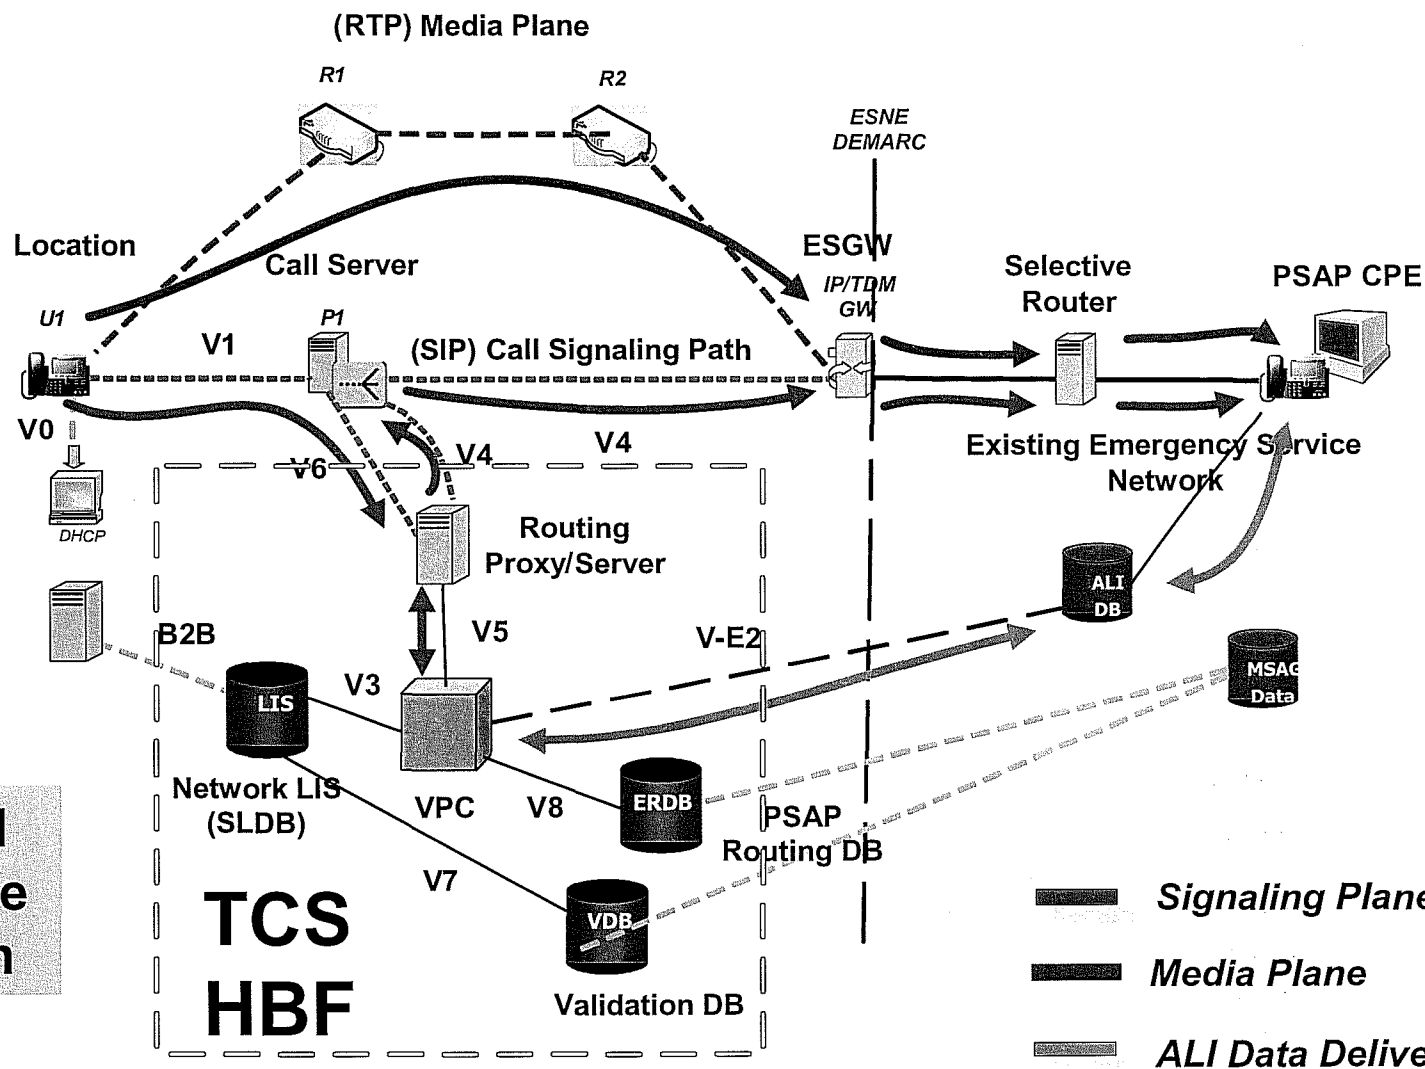 (RTP) Media Plane
R1
R2
ESNE
DEMARC
Location
Call Server
ESGW
IP/TDM
GW
Selective
Router
PSAP CPE
U1
P1
V1
(SIP) Call Signaling Path
V0
V6
V4
V4
Existing Emergency Service
Network
DHCP
Routing
Proxy/Server
ALI
DB
B2B
V5
V-E2
MSAG
Data
LIS
V3
Network LIS
(SLDB)
VPC
V8
ERDB
PSAP
Routing DB
V7
TCS
HBF
VDB
Validation DB
Signaling Plane
Media Plane
ALI Data Delive